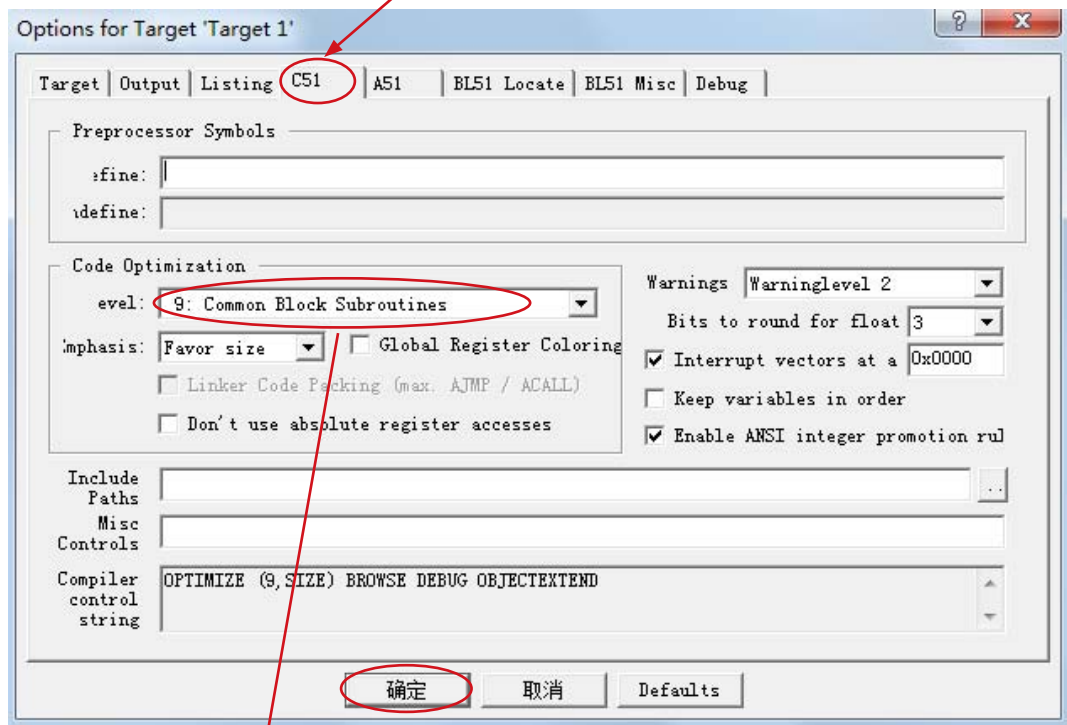 Options for Target 'Target 1'
Target Output Listing C51 A51 BL51 Locate BL51 Misc Debug
Preprocessor Symbols
efine:
define:
Code Optimization
evel: 9: Common Block Subroutines
mphasis: Favor size Global Register Coloring
Linker Code Packing (max. AJMP / ACALL)
Don't use absolute register accesses
Warnings Warninglevel 2
Bits to round for float 3
Interrupt vectors at a 0x0000
Keep variables in order
Enable ANSI integer promotion rul
Include Paths ..
Misc Controls
Compiler control string OPTIMIZE (9,SIZE) BROWSE DEBUG OBJECTEXTEND
确定 取消 Defaults